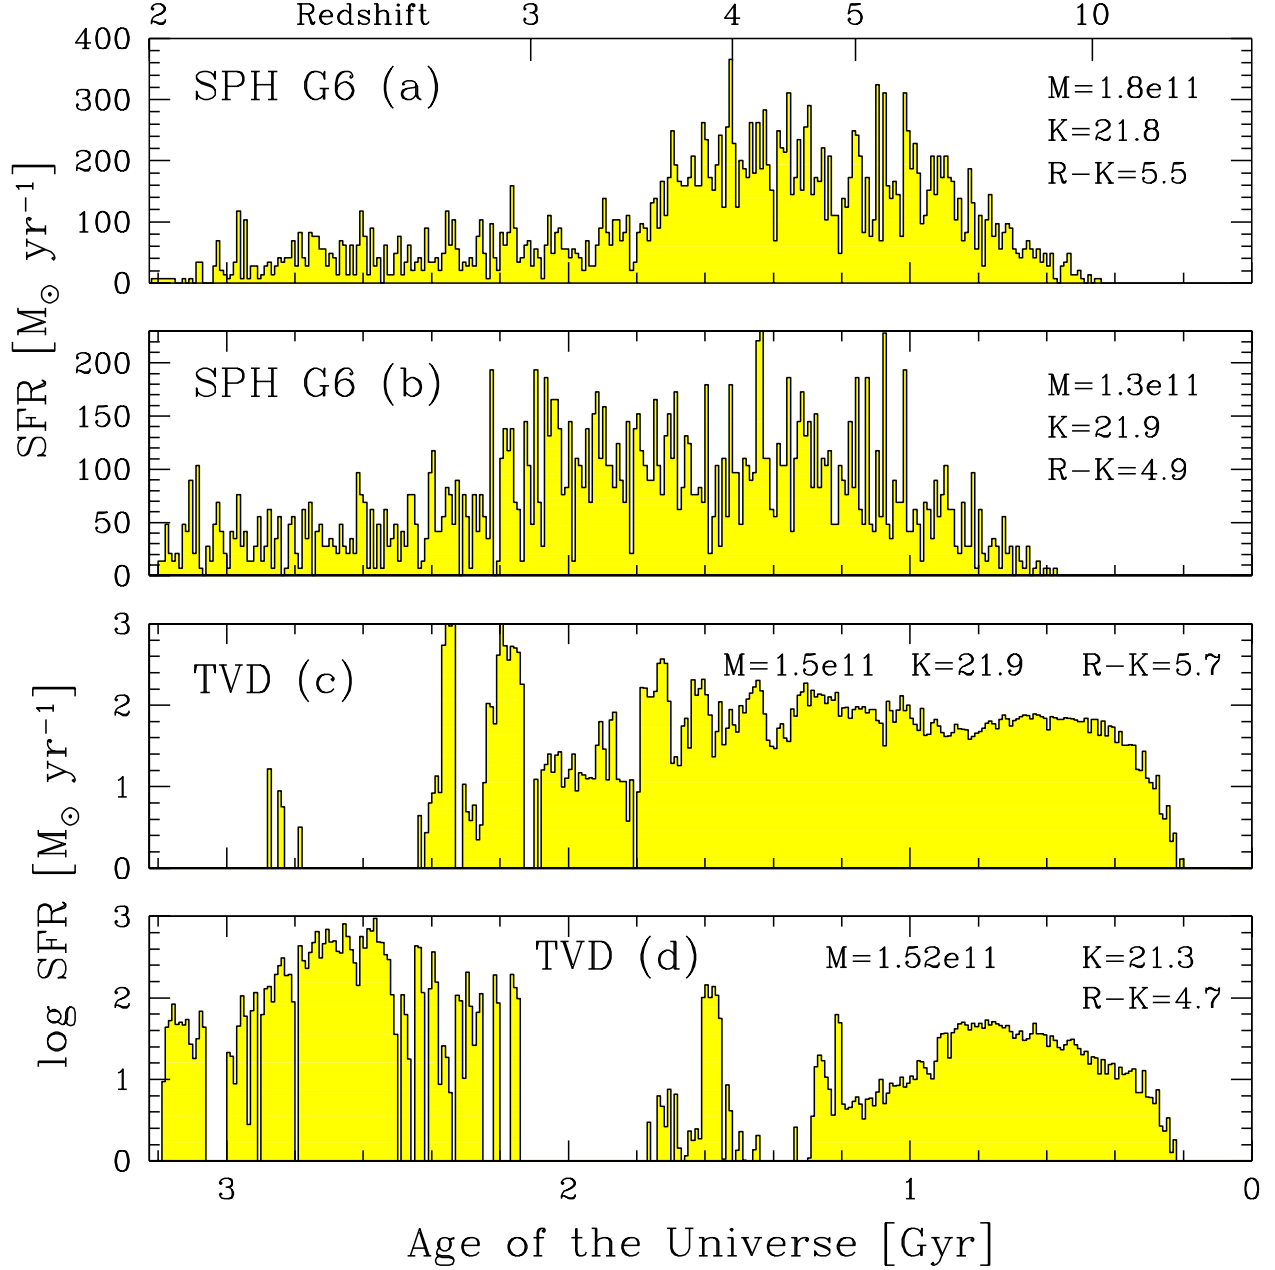 2 Redshift 3 4 5 10
400
300
200
100
0
SPH G6 (a)
M=1.8e11
K=21.8
R−K=5.5
SFR [M⊙ yr−1]
200
150
100
50
0
SPH G6 (b)
M=1.3e11
K=21.9
R−K=4.9
3
2
1
0
TVD (c)
M=1.5e11 K=21.9 R−K=5.7
log SFR [M⊙ yr−1]
3
2
1
0
TVD (d)
M=1.52e11 K=21.3
R−K=4.7
3 2 1 0
Age of the Universe [Gyr]